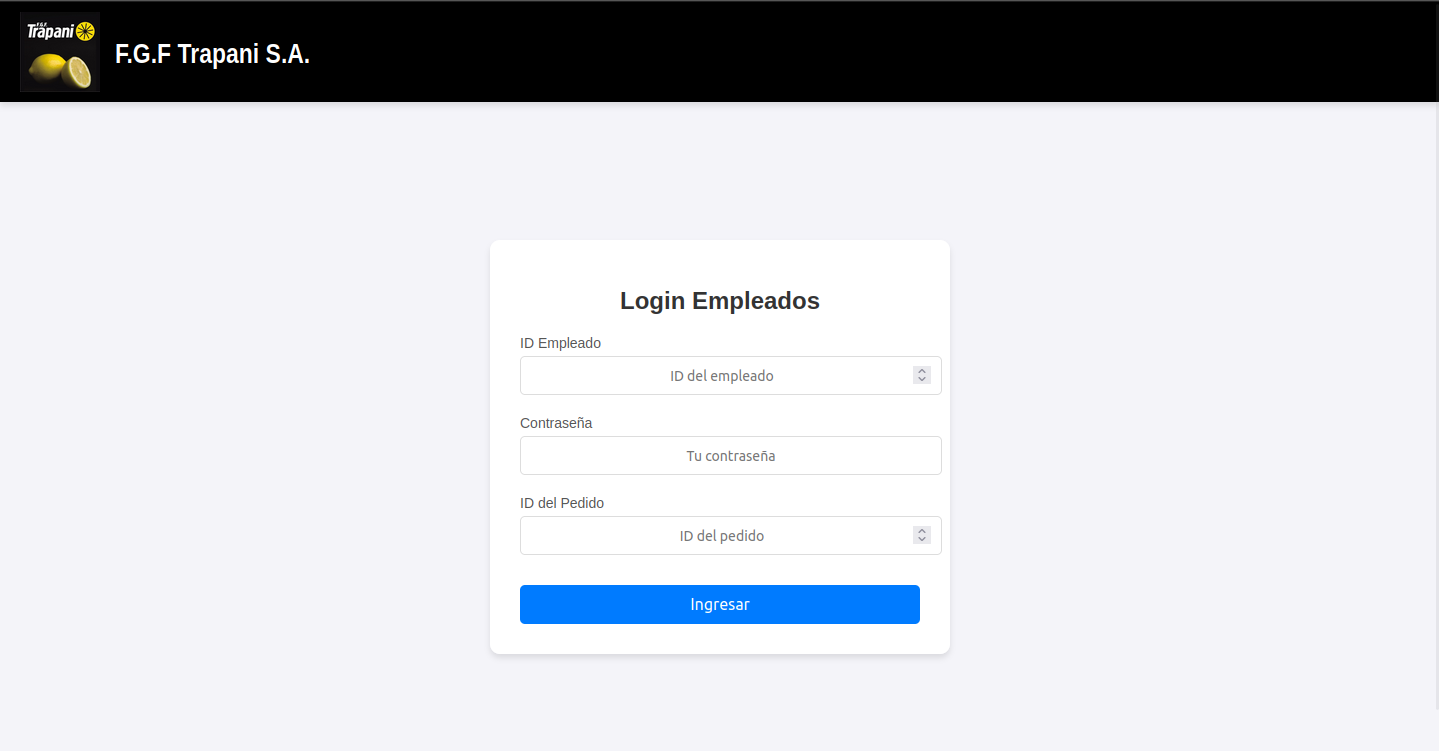 F.G.F.
Trapani
F.G.F Trapani S.A.
Login Empleados
ID Empleado
ID del empleado
Contraseña
Tu contraseña
ID del Pedido
ID del pedido
Ingresar